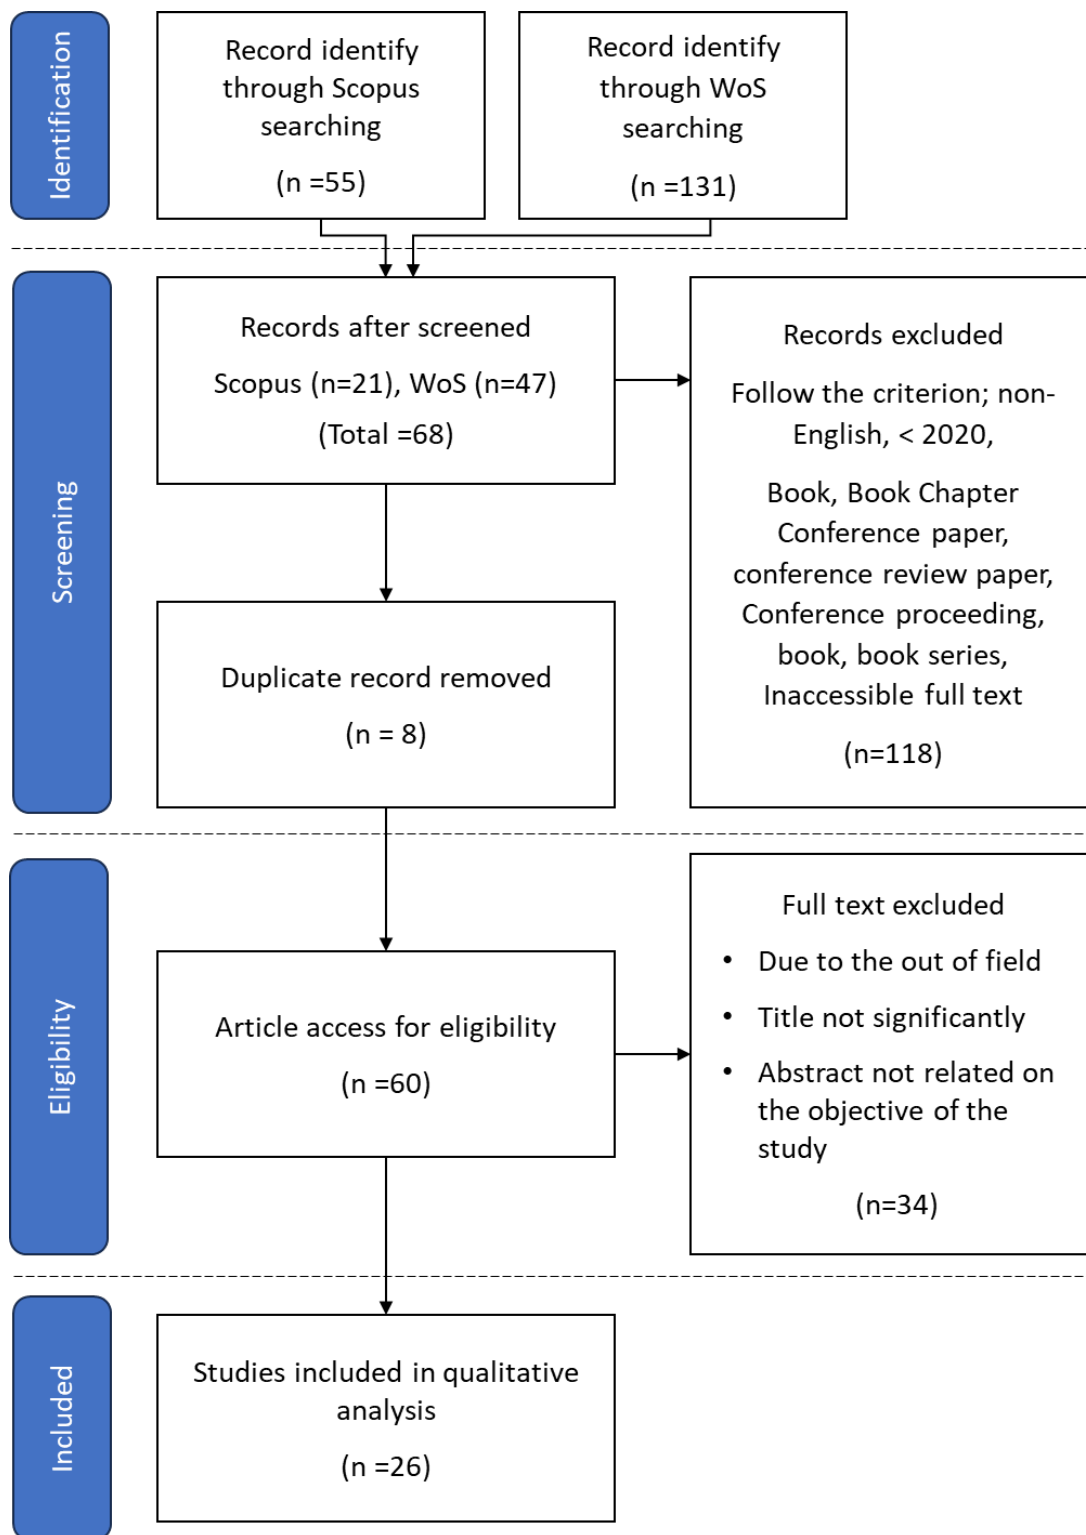 Identification
Record identify
through Scopus
searching
(n =55)
Record identify
through WoS
searching
(n =131)
Screening
Records after screened
Scopus (n=21), WoS (n=47)
(Total =68)
Records excluded
Follow the criterion; non-
English, < 2020,
Book, Book Chapter
Conference paper,
conference review paper,
Conference proceeding,
book, book series,
Inaccessible full text
(n=118)
Duplicate record removed
(n = 8)
Eligibility
Article access for eligibility
(n =60)
Full text excluded
• Due to the out of field
• Title not significantly
• Abstract not related on
the objective of the
study
(n=34)
Included
Studies included in qualitative
analysis
(n =26)